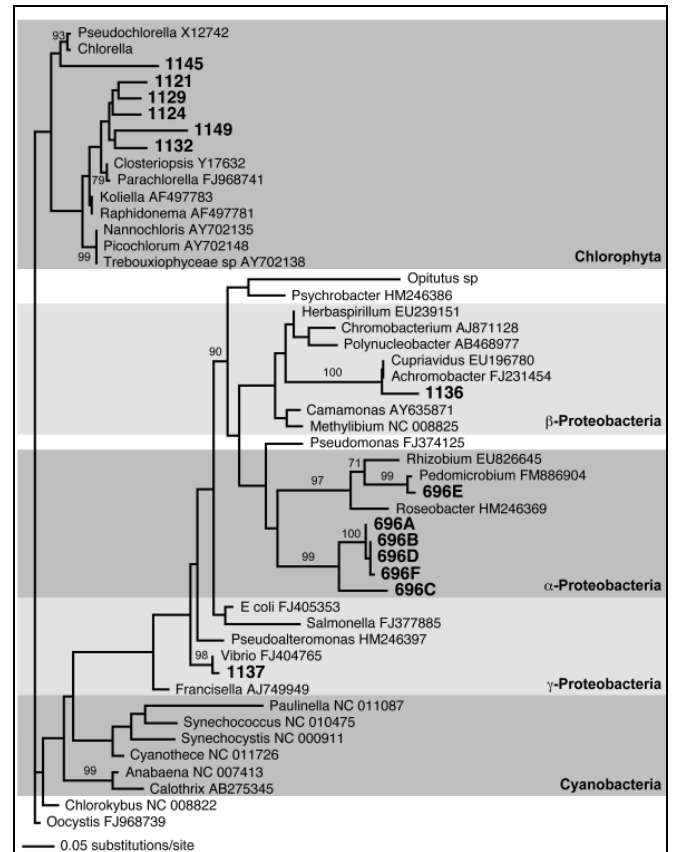 93
Pseudochlorella X12742
Chlorella
1145
1121
1129
1124
1149
1132
Closteriopsis Y17632
79
Parachlorella FJ968741
Koliella AF497783
Raphidonema AF497781
Nannochloris AY702135
Picochlorum AY702148
99
Trebouxiophyceae sp AY702138
Chlorophyta
Opitutus sp
Psychrobacter HM246386
Herbaspirillum EU239151
Chromobacterium AJ871128
Polynucleobacter AB468977
90
Cupriavidus EU196780
100
Achromobacter FJ231454
1136
Camamonas AY635871
Methylibium NC 008825
β-Proteobacteria
Pseudomonas FJ374125
71
Rhizobium EU826645
97
99
Pedomicrobium FM886904
696E
Roseobacter HM246369
696A
100
696B
696D
99
696F
696C
α-Proteobacteria
E coli FJ405353
Salmonella FJ377885
Pseudoalteromonas HM246397
98
Vibrio FJ404765
1137
Francisella AJ749949
γ-Proteobacteria
Paulinella NC 011087
Synechococcus NC 010475
Synechocystis NC 000911
Cyanothece NC 011726
99
Anabaena NC 007413
Calothrix AB275345
Cyanobacteria
Chlorokybus NC 008822
Oocystis FJ968739
0.05 substitutions/site